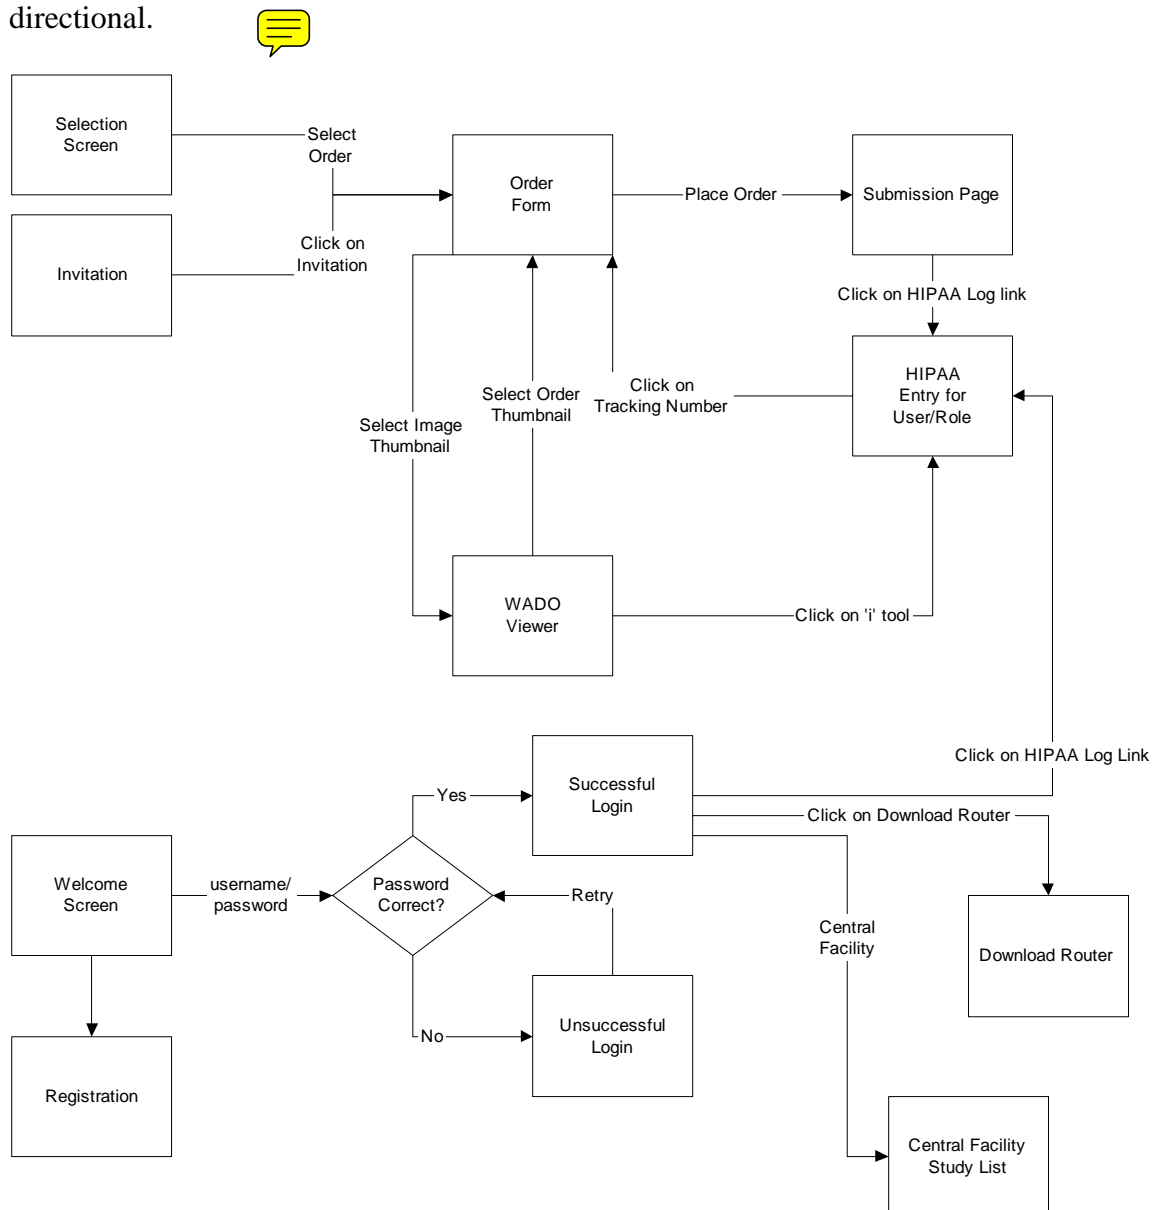 directional.
Selection
Screen
Select
Order
Order
Form
Place Order
Submission Page
Click on
Invitation
Invitation
Click on HIPAA Log link
HIPAA
Entry for
User/Role
Click on
Tracking Number
Select Order
Thumbnail
Select Image
Thumbnail
WADO
Viewer
Click on 'i' tool
Click on HIPAA Log Link
Successful
Login
Yes
Click on Download Router
Welcome
Screen
username/
password
Password
Correct?
Retry
Central
Facility
Download Router
No
Unsuccessful
Login
Registration
Central Facility
Study List